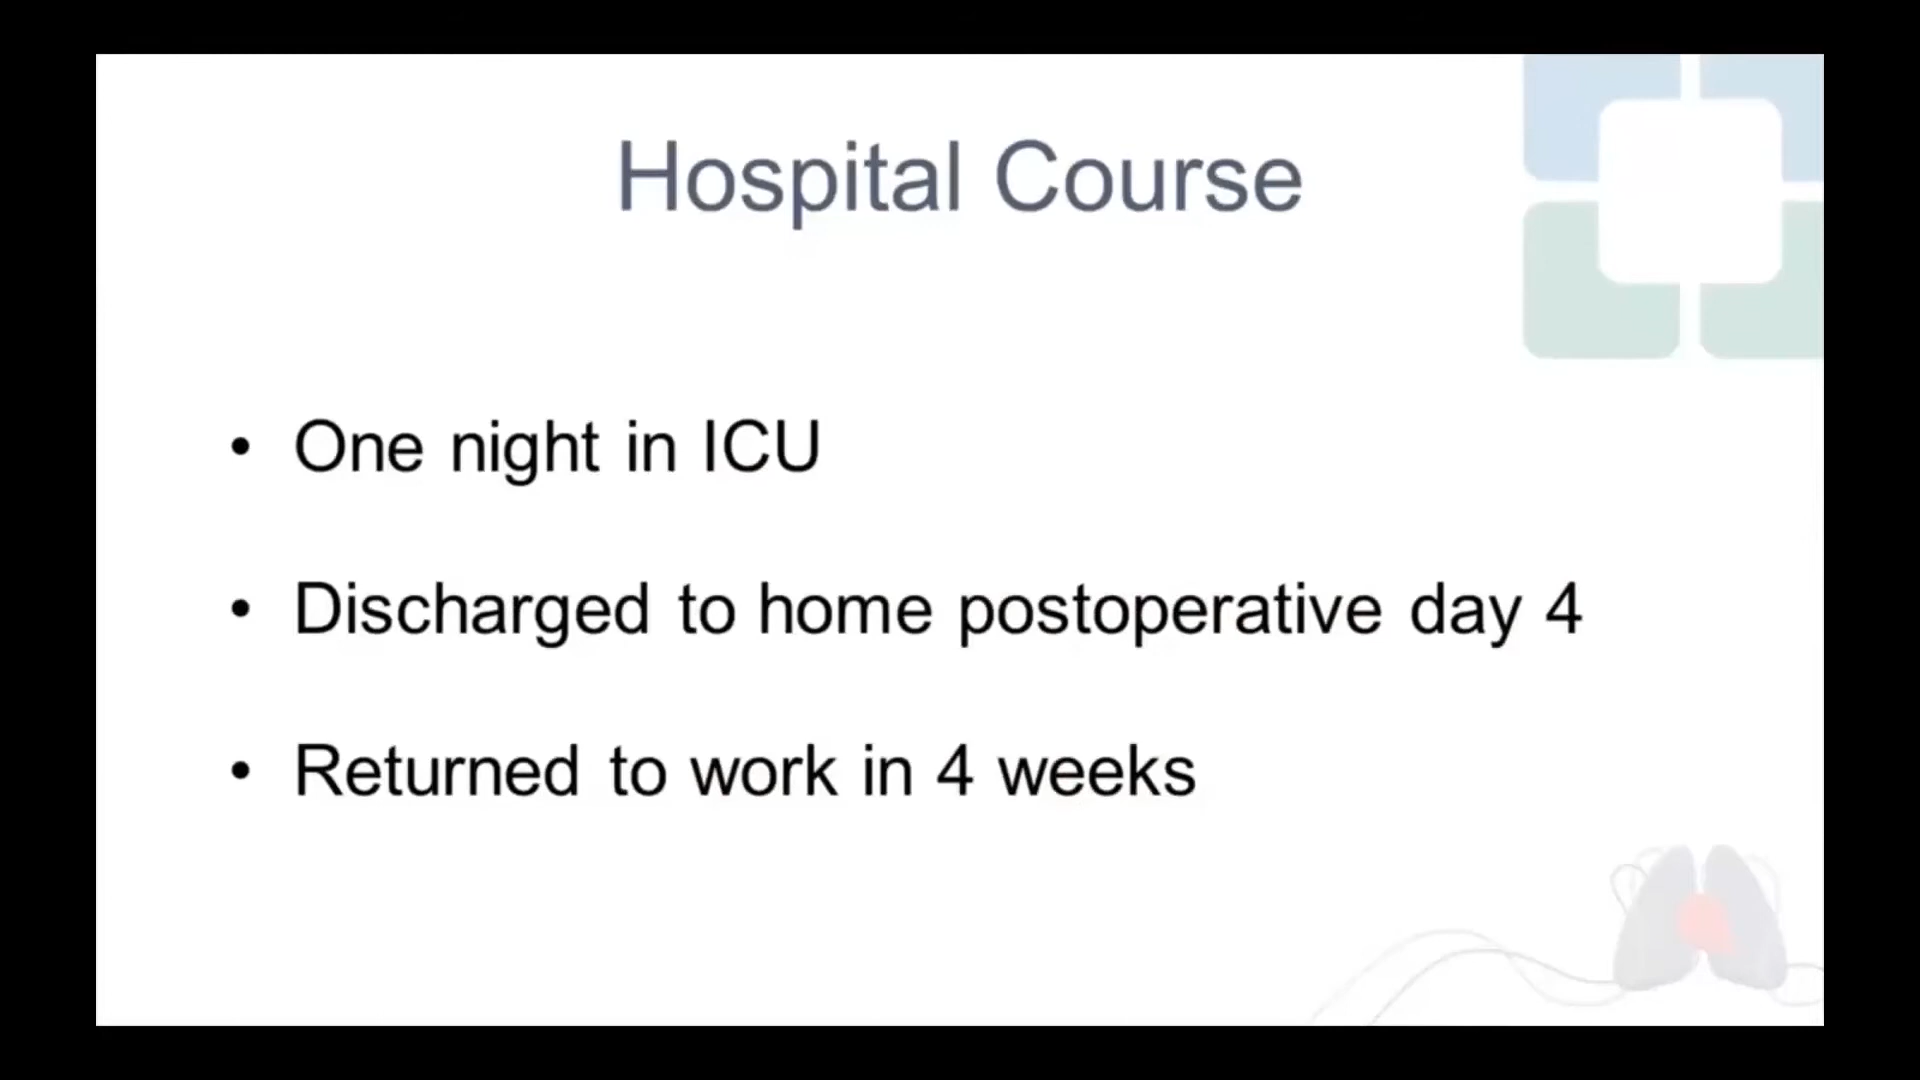 Hospital Course
• One night in ICU
• Discharged to home postoperative day 4
• Returned to work in 4 weeks